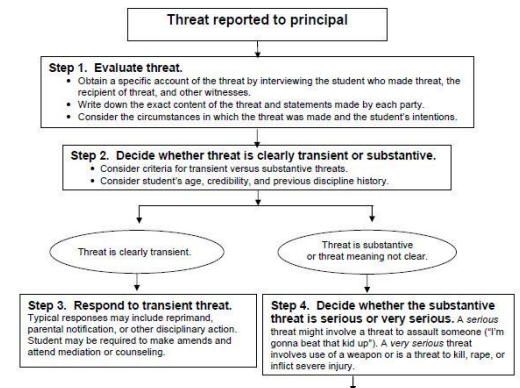 Threat reported to principal
Step 1. Evaluate threat.
• Obtain a specific account of the threat by interviewing the student who made threat, the
recipient of threat, and other witnesses.
• Write down the exact content of the threat and statements made by each party.
• Consider the circumstances in which the threat was made and the student's intentions.
Step 2. Decide whether threat is clearly transient or substantive.
• Consider criteria for transient versus substantive threats.
• Consider student's age, credibility, and previous discipline history.
Threat is clearly transient.
Threat is substantive
or threat meaning not clear.
Step 3. Respond to transient threat.
Typical responses may include reprimand,
parental notification, or other disciplinary action.
Student may be required to make amends and
attend mediation or counseling.
Step 4. Decide whether the substantive
threat is serious or very serious. A serious
threat might involve a threat to assault someone ("I'm
gonna beat that kid up"). A very serious threat
involves use of a weapon or is a threat to kill, rape, or
inflict severe injury.